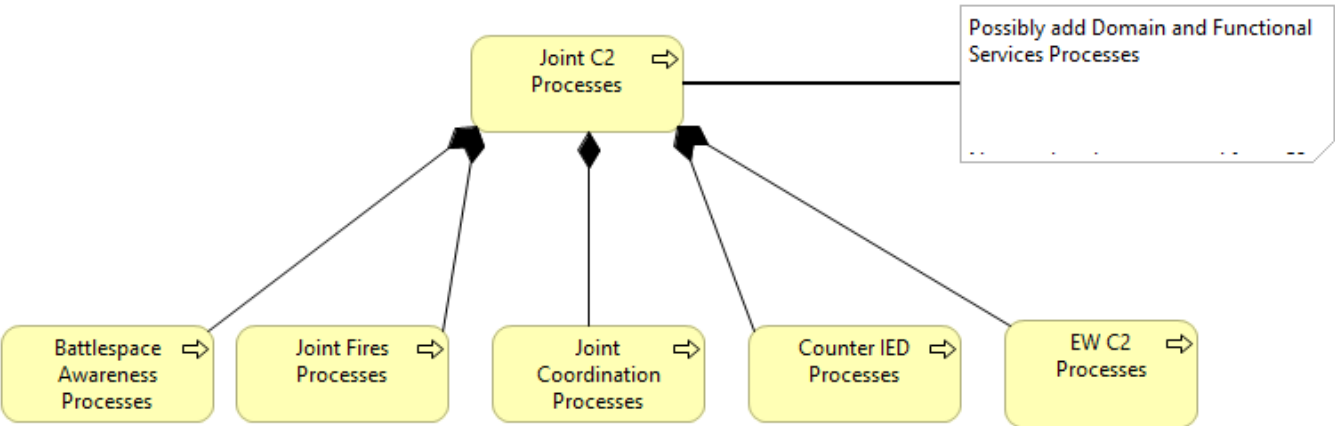 Possibly add Domain and Functional
Services Processes
Joint C2
Processes
Battlespace
Awareness
Processes
Joint Fires
Processes
Joint
Coordination
Processes
Counter IED
Processes
EW C2
Processes